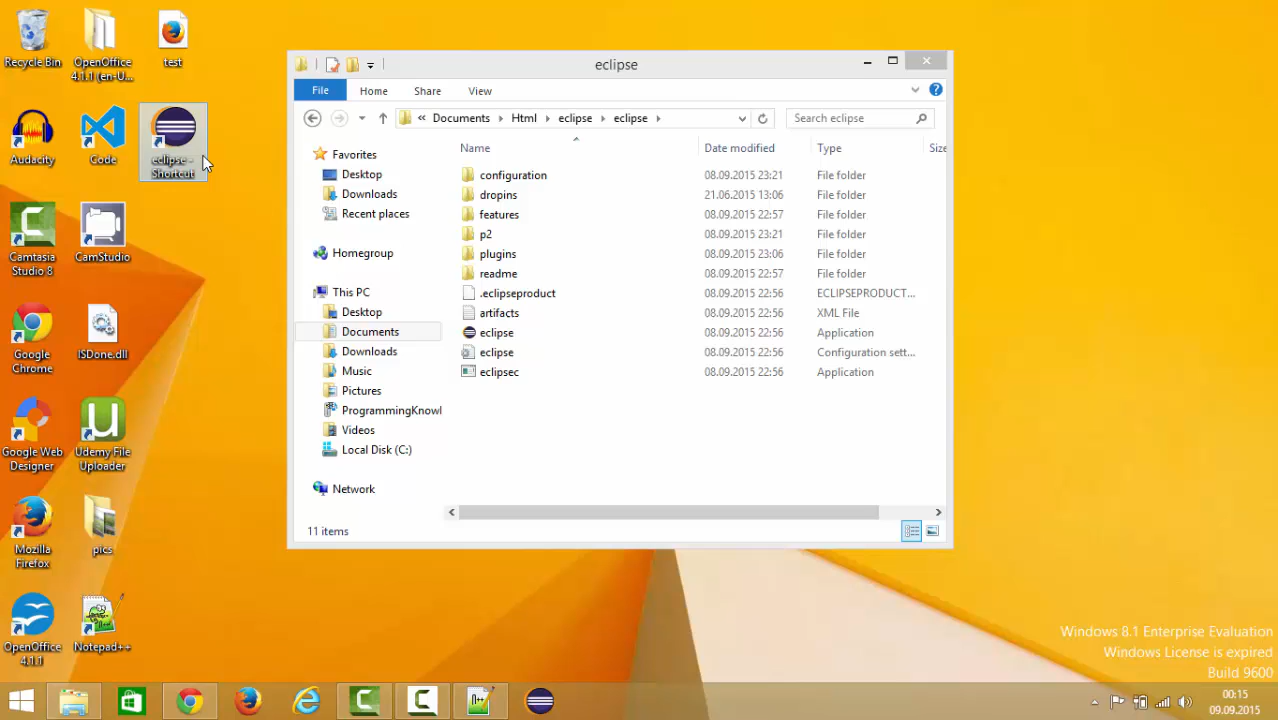 Recycle Bin
OpenOffice
4.1.1 (en-U...
test
Audacity
Code
eclipse -
Shortcut
Camtasia
Studio 8
CamStudio
Google
Chrome
ISDone.dll
Google Web
Designer
Udemy File
Uploader
Mozilla
Firefox
pics
OpenOffice
4.1.1
Notepad++
eclipse
File Home Share View
« Documents Html eclipse eclipse
Search eclipse
Favorites
Desktop
Downloads
Recent places
Homegroup
This PC
Desktop
Documents
Downloads
Music
Pictures
ProgrammingKnowl
Videos
Local Disk (C:)
Network
Name Date modified Type Size
configuration 08.09.2015 23:21 File folder
dropins 21.06.2015 13:06 File folder
features 08.09.2015 22:57 File folder
p2 08.09.2015 23:21 File folder
plugins 08.09.2015 23:06 File folder
readme 08.09.2015 22:57 File folder
.eclipseproduct 08.09.2015 22:56 ECLIPSEPRODUCT...
artifacts 08.09.2015 22:56 XML File
eclipse 08.09.2015 22:56 Application
eclipse 08.09.2015 22:56 Configuration sett...
eclipsec 08.09.2015 22:56 Application
11 items
Windows 8.1 Enterprise Evaluation
Windows License is expired
Build 9600
00:15
09.09.2015